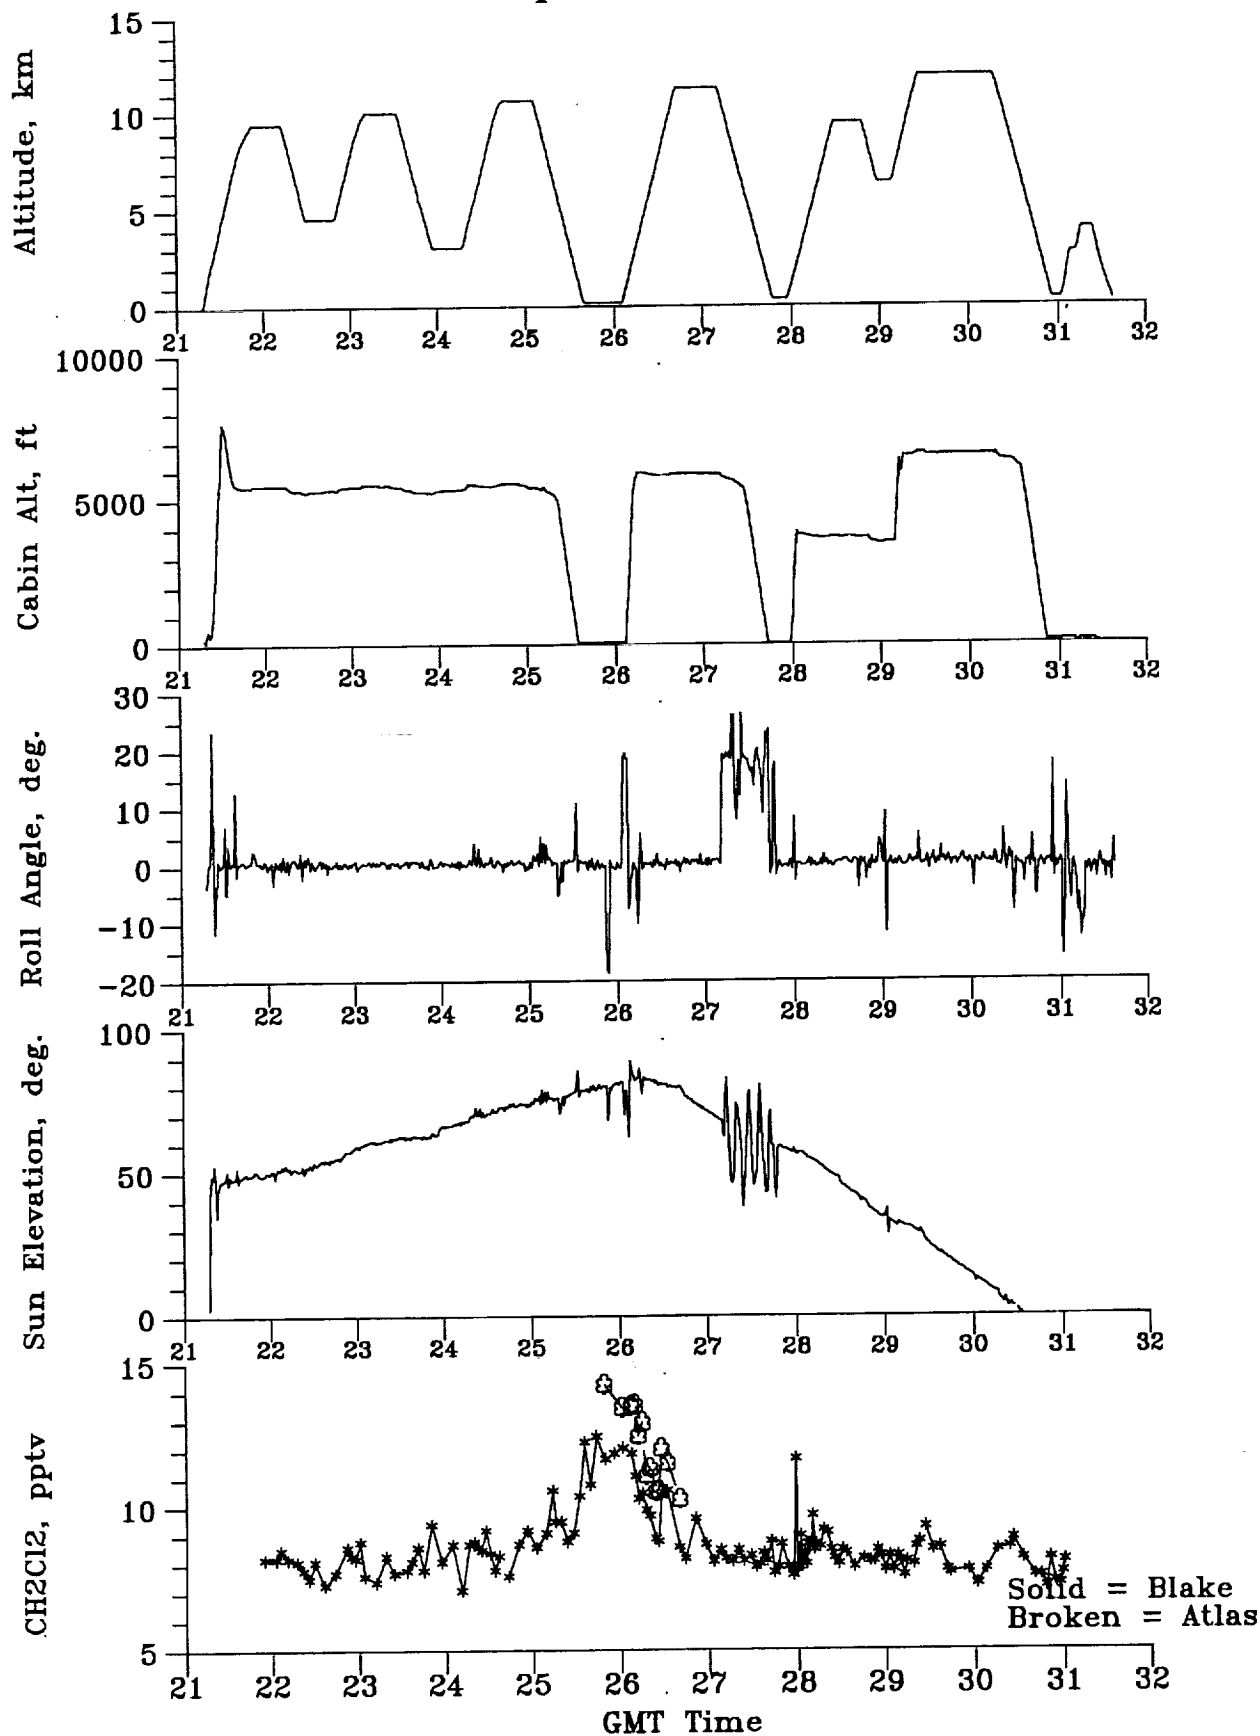 15
10
5
0
Altitude, km
21 22 23 24 25 26 27 28 29 30 31 32
10000
5000
0
Cabin Alt, ft
21 22 23 24 25 26 27 28 29 30 31 32
30
20
10
0
-10
-20
Roll Angle, deg.
21 22 23 24 25 26 27 28 29 30 31 32
100
50
0
Sun Elevation, deg.
21 22 23 24 25 26 27 28 29 30 31 32
15
10
5
CH2Cl2, pptv
Solid = Blake
Broken = Atlas
21 22 23 24 25 26 27 28 29 30 31 32
GMT Time